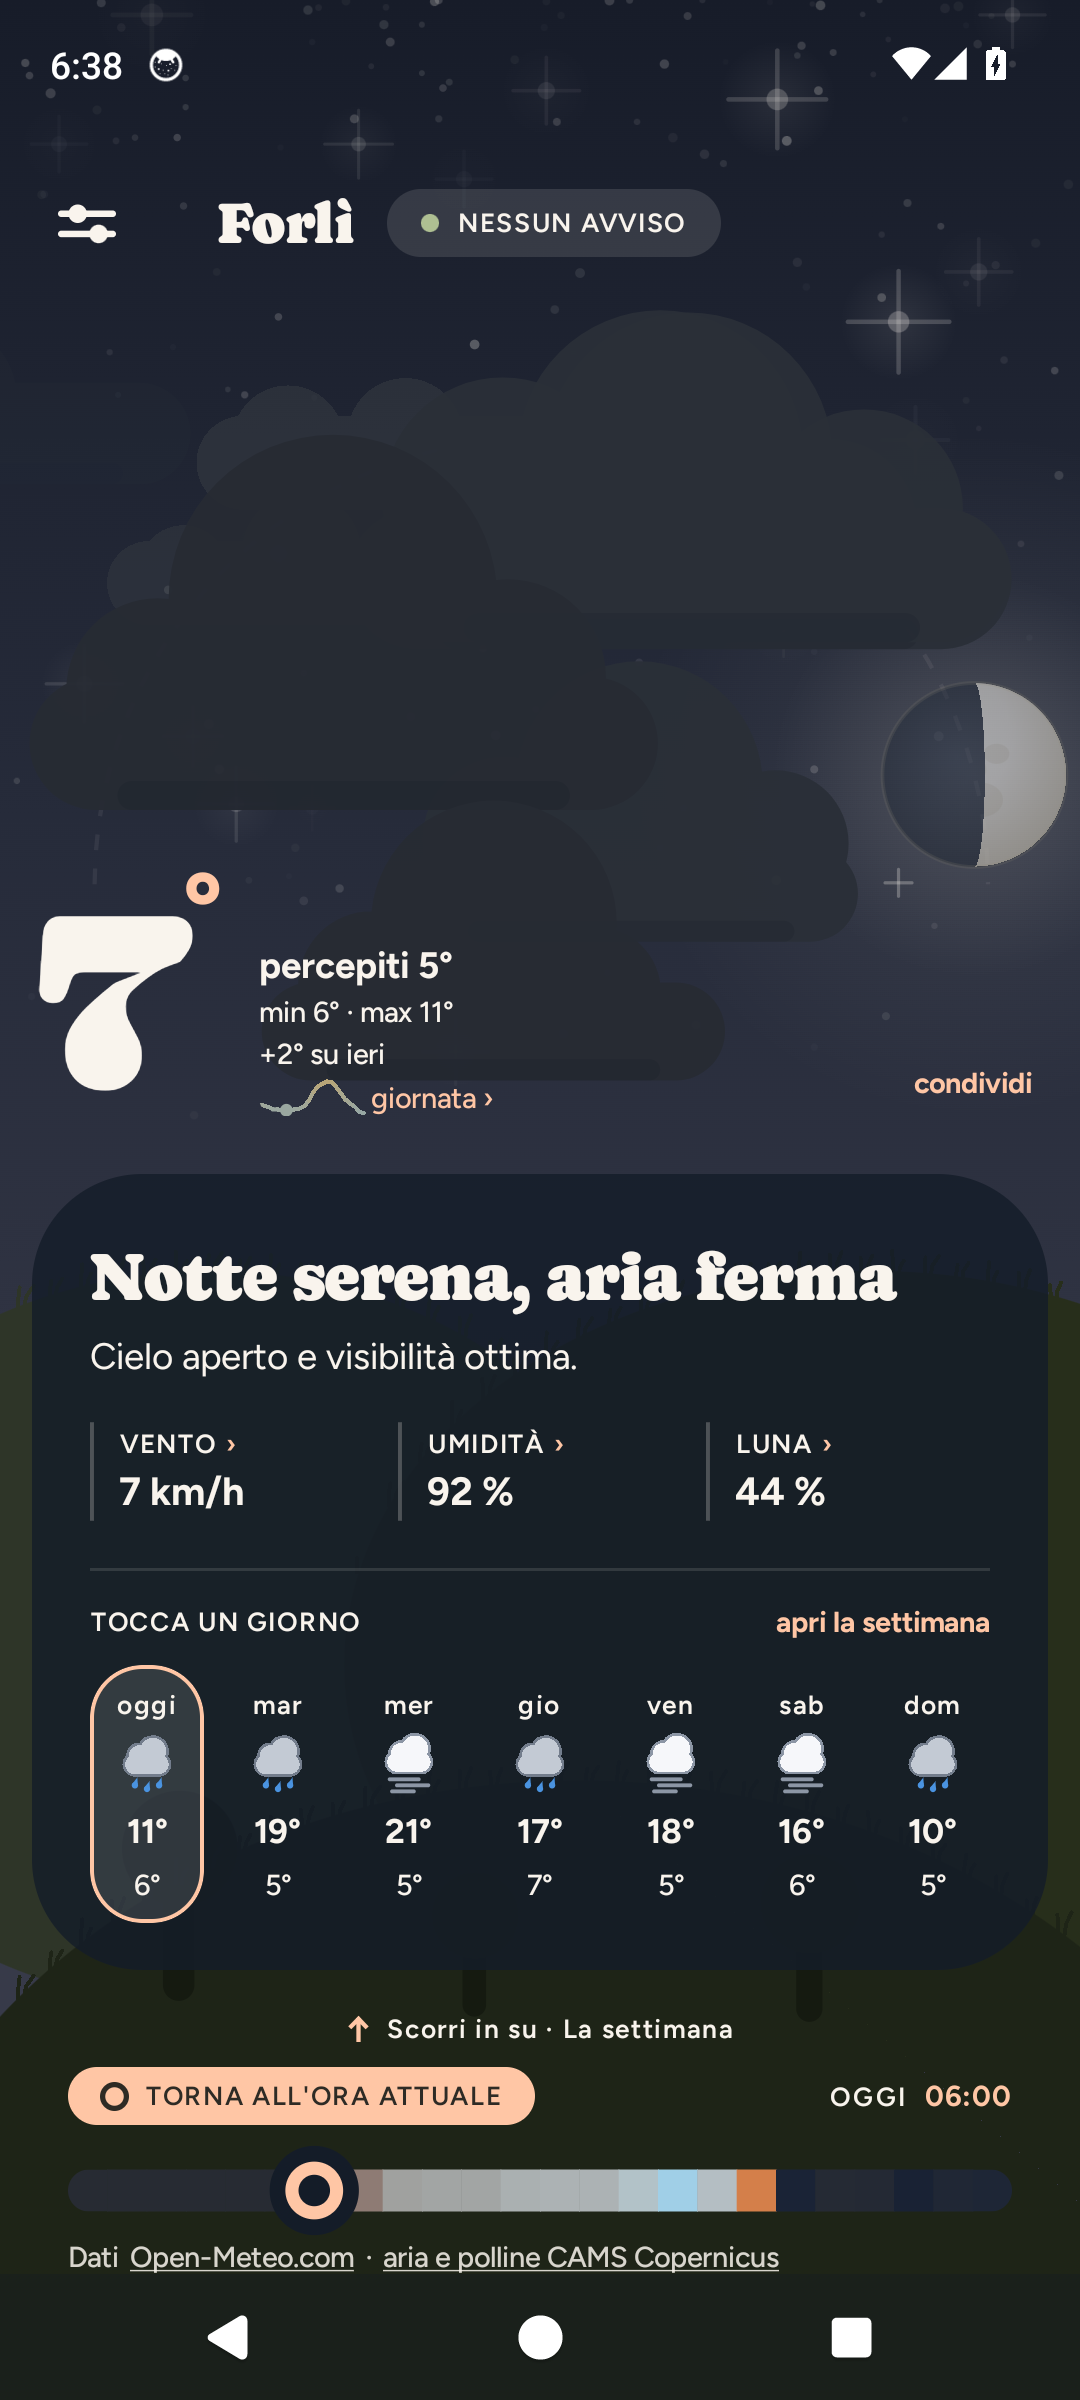 6:38
Forlì
NESSUN AVVISO
7°
percepiti 5°
min 6° · max 11°
+2° su ieri
giornata ›
condividi
Notte serena, aria ferma
Cielo aperto e visibilità ottima.
VENTO › UMIDITÀ › LUNA ›
7 km/h 92 % 44 %
TOCCA UN GIORNO apri la settimana
oggi mar mer gio ven sab dom
11° 19° 21° 17° 18° 16° 10°
6° 5° 5° 7° 5° 6° 5°
↑ Scorri in su · La settimana
TORNA ALL'ORA ATTUALE OGGI 06:00
Dati Open-Meteo.com · aria e polline CAMS Copernicus